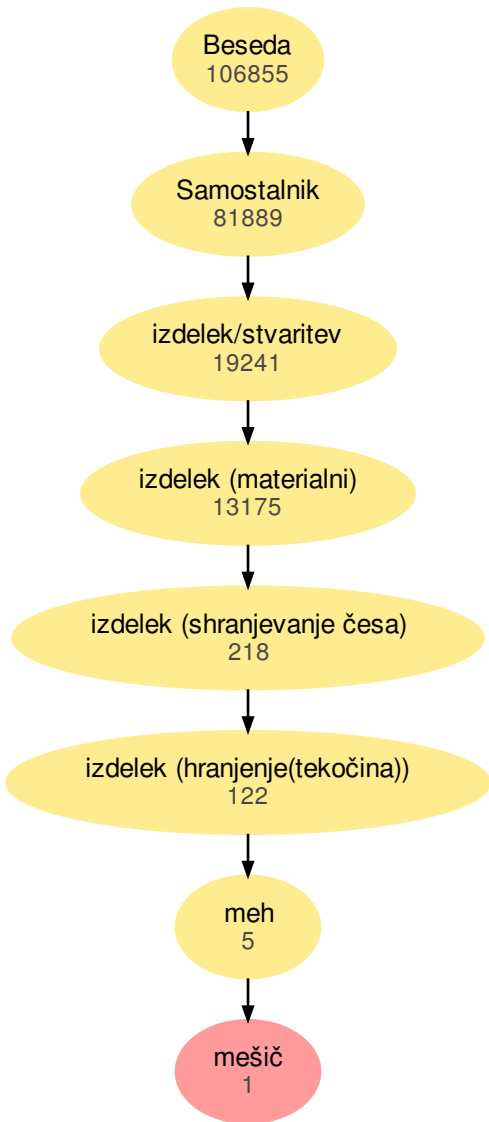 Beseda
106855
Samostalnik
81889
izdelek/stvaritev
19241
izdelek (materialni)
13175
izdelek (shranjevanje česa)
218
izdelek (hranjenje(tekočina))
122
meh
5
mešič
1